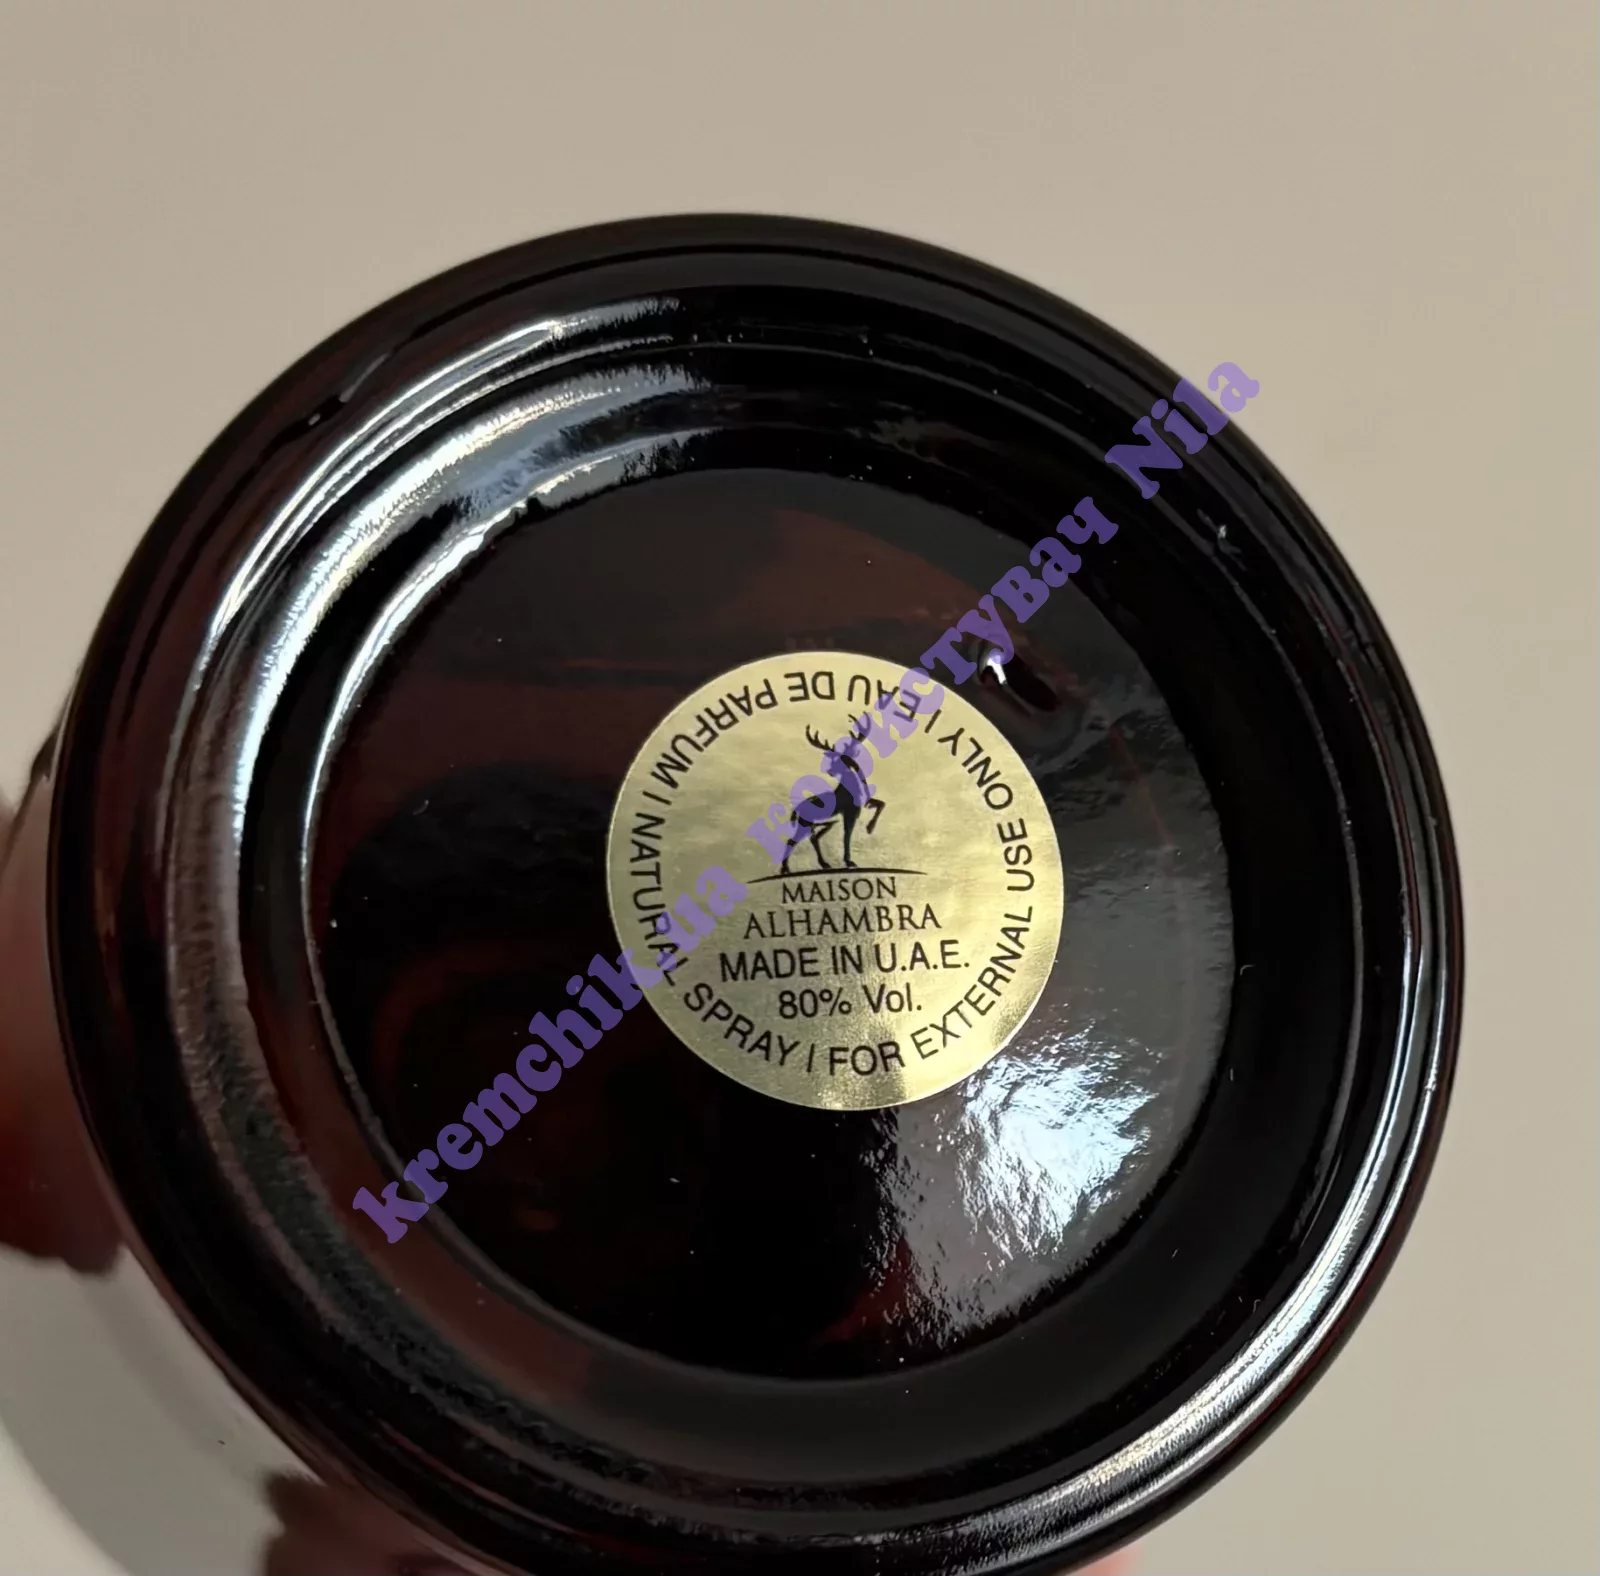 EAU DE PARFUM / NATURAL SPRAY / FOR EXTERNAL USE ONLY /
MAISON
ALHAMBRA
MADE IN U.A.E.
80% Vol.
kremchik.ua користувач Nila